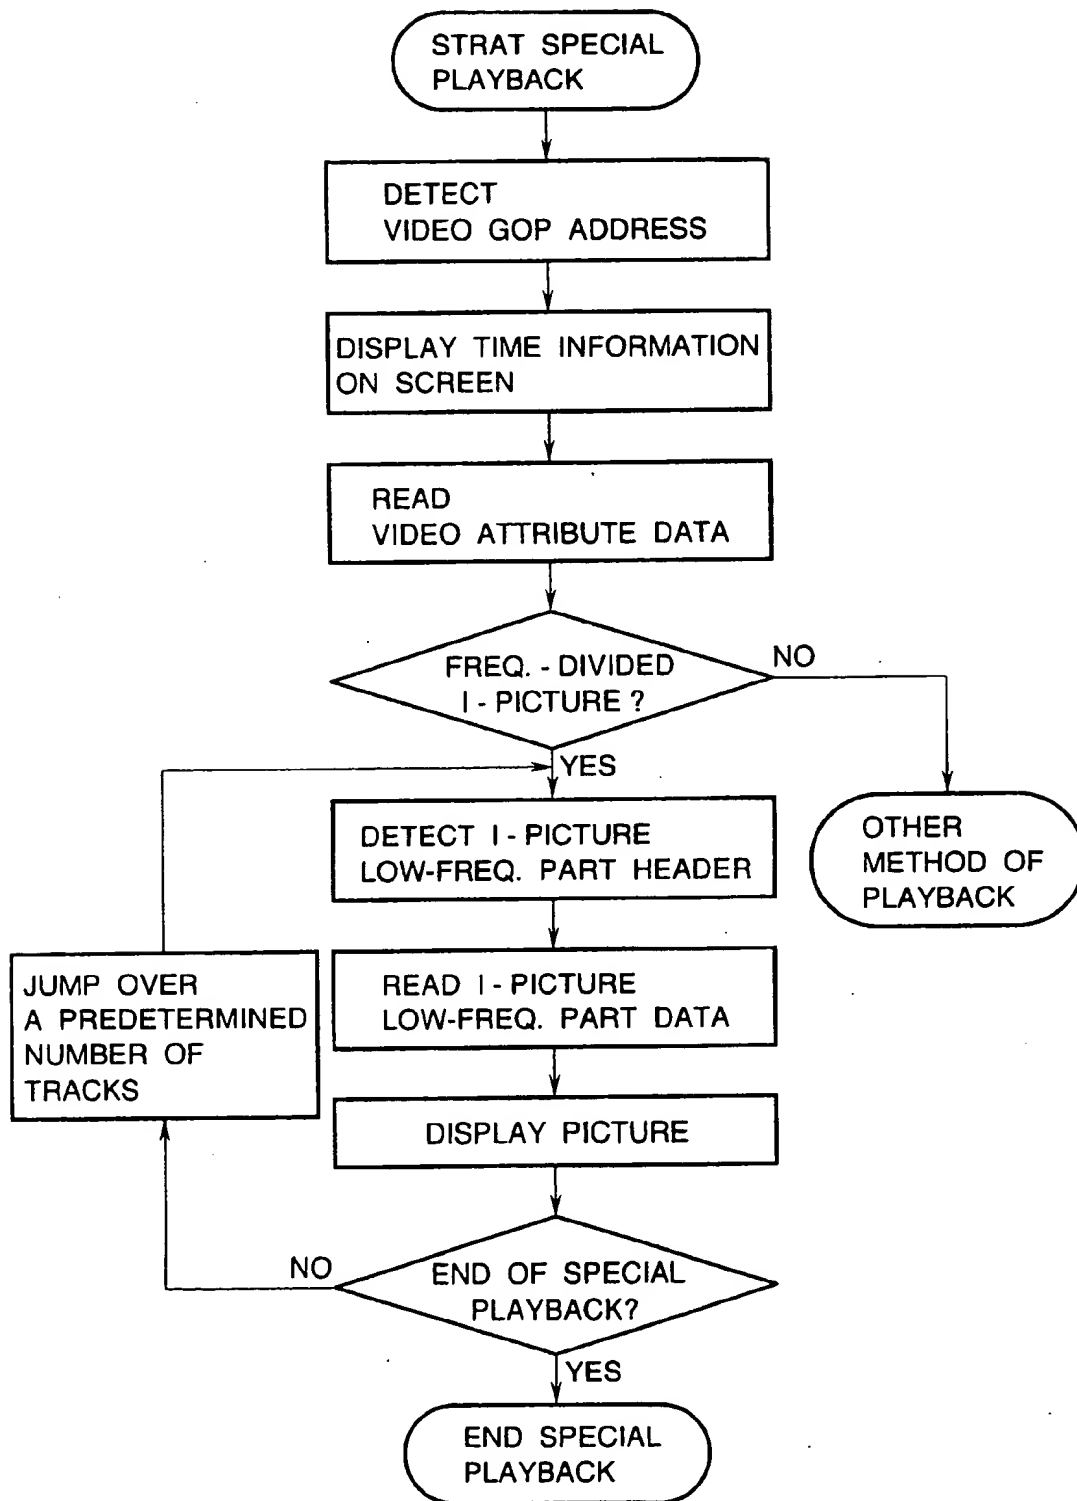 STRAT SPECIAL
PLAYBACK
DETECT
VIDEO GOP ADDRESS
DISPLAY TIME INFORMATION
ON SCREEN
READ
VIDEO ATTRIBUTE DATA
FREQ. - DIVIDED
I - PICTURE ?
NO
YES
DETECT I - PICTURE
LOW-FREQ. PART HEADER
OTHER
METHOD OF
PLAYBACK
JUMP OVER
A PREDETERMINED
NUMBER OF
TRACKS
READ I - PICTURE
LOW-FREQ. PART DATA
DISPLAY PICTURE
NO
END OF SPECIAL
PLAYBACK?
YES
END SPECIAL
PLAYBACK